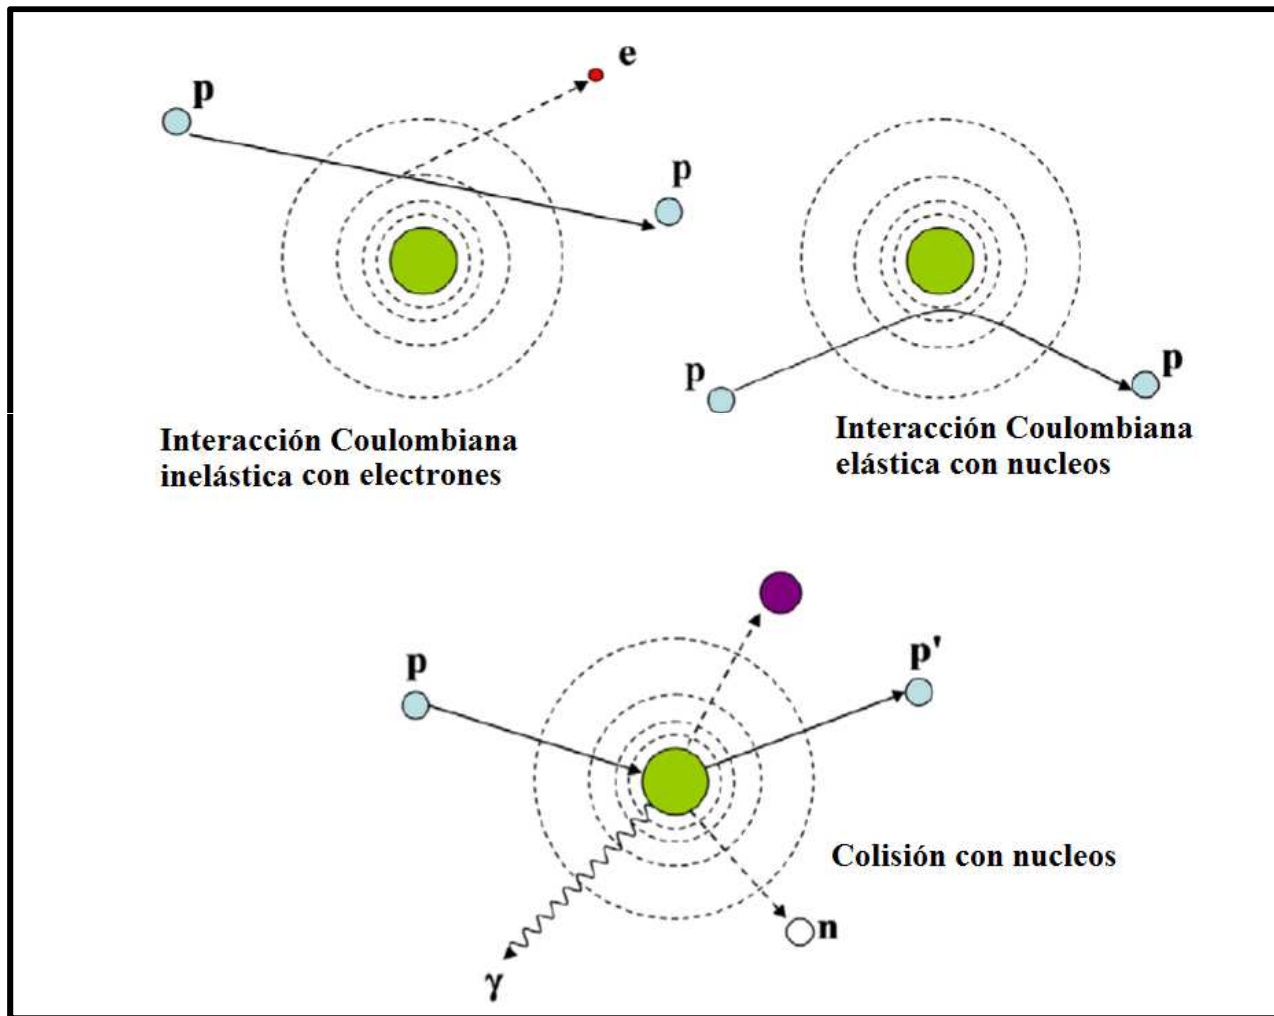 e
p
p
Interacción Coulombiana
inelástica con electrones
p
p
Interacción Coulombiana
elástica con nucleos
p
p'
Colisión con nucleos
n
γ